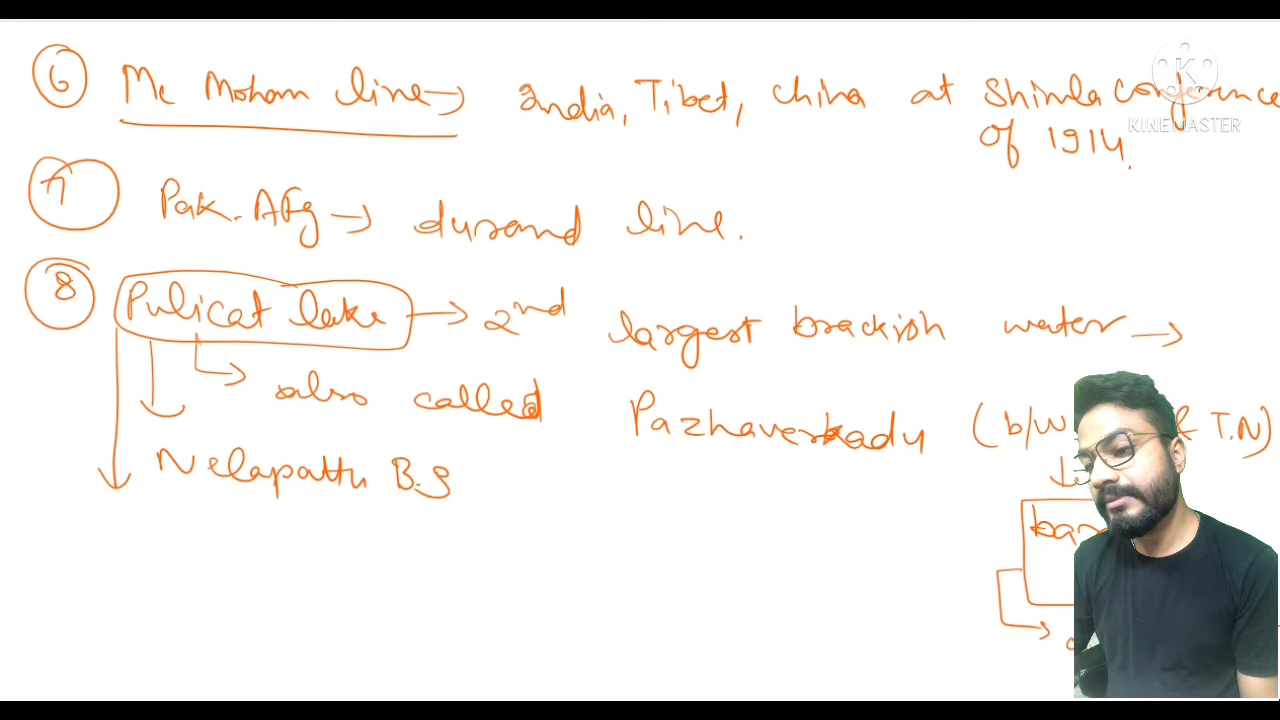 6 Mc Moham line → India, Tibet, China at Shimla Conference
of 1914.
KINEMASTER
7 Pak. Afg → durand line.
8 Pulicat lake → 2nd largest brackish water →
also called Pazhaverkadu (b/w & T.N)
Nelapattu B.S